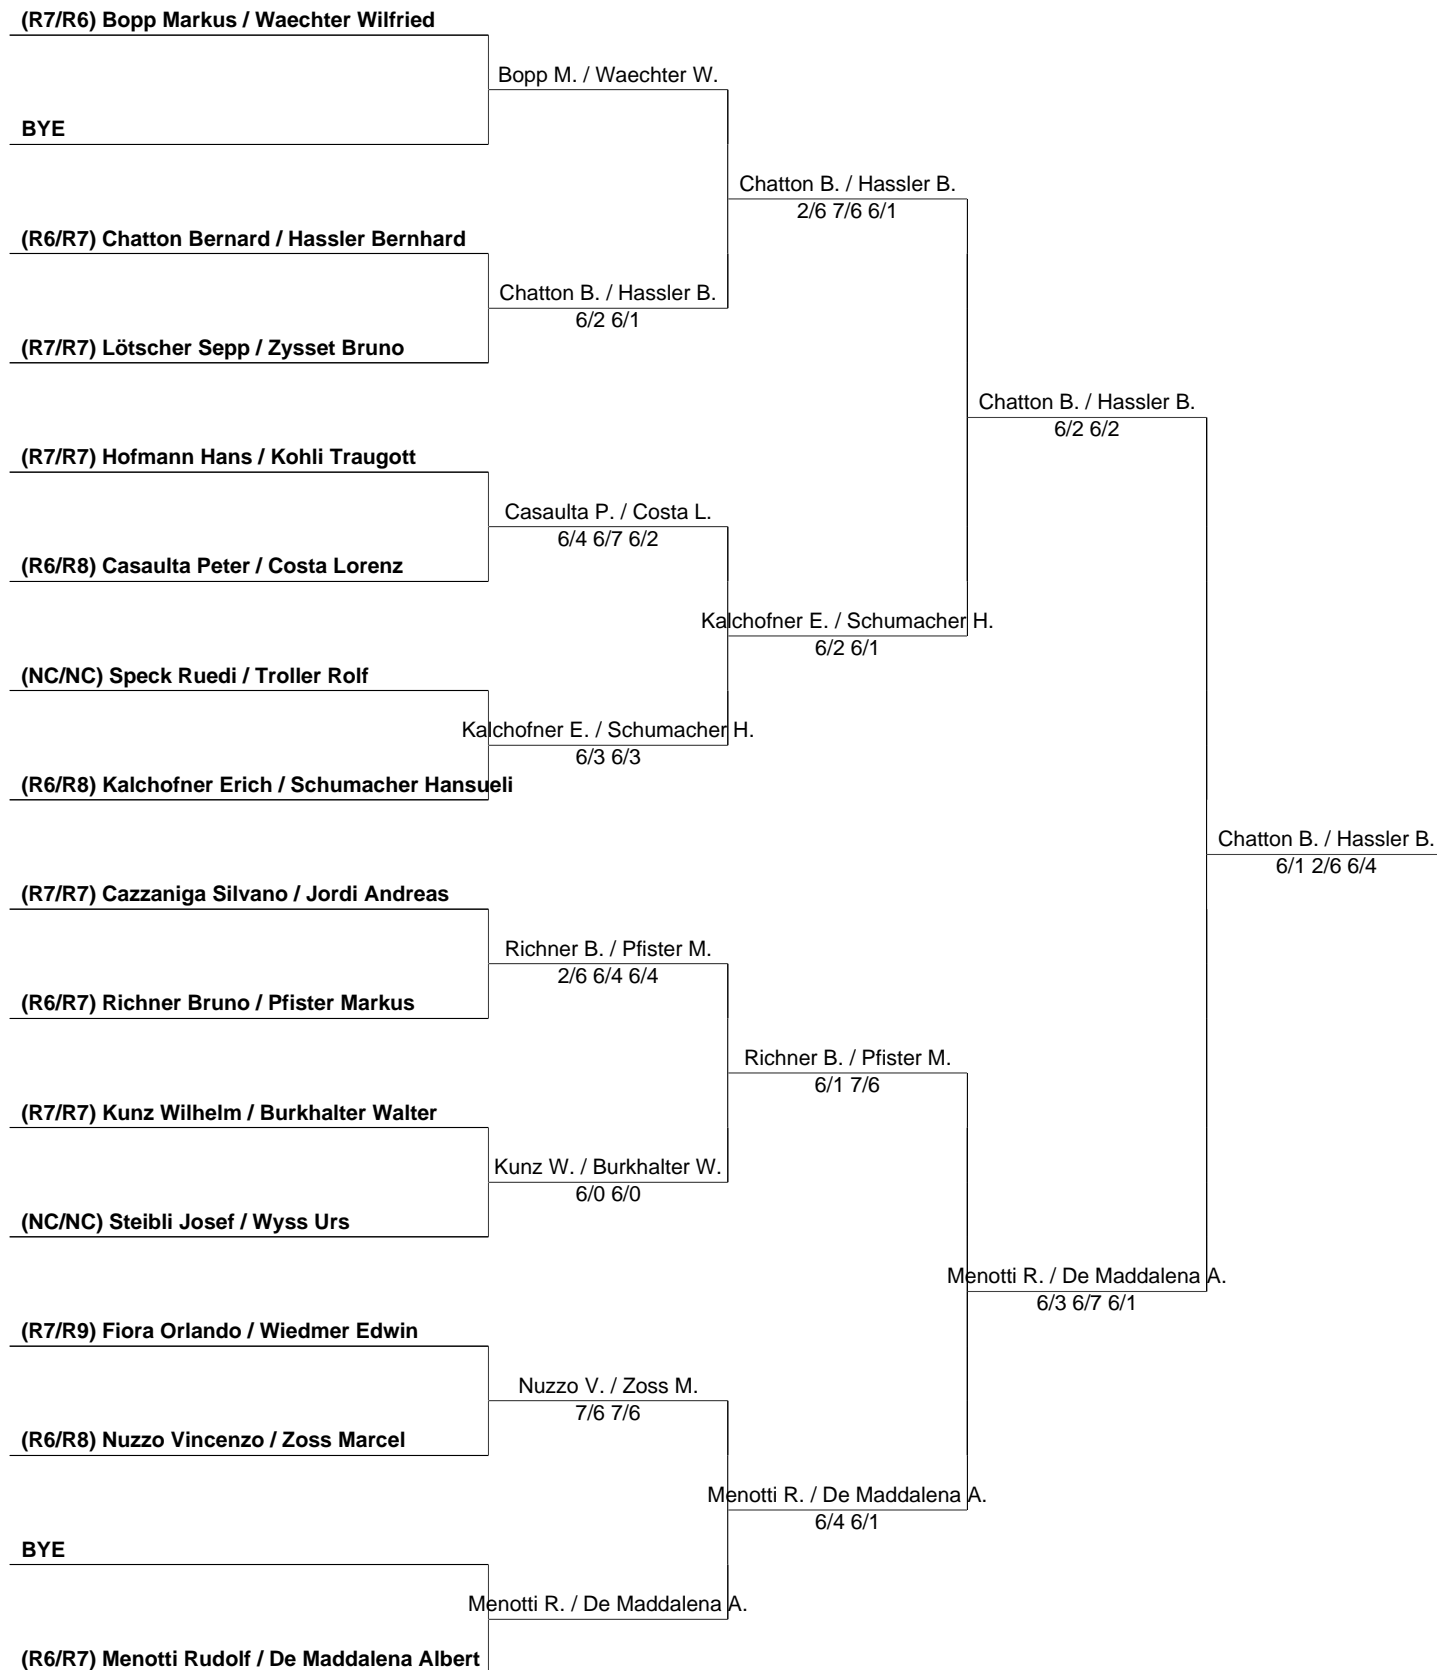 (R7/R6) Bopp Markus / Waechter Wilfried
Bopp M. / Waechter W.
BYE
Chatton B. / Hassler B.
2/6 7/6 6/1
(R6/R7) Chatton Bernard / Hassler Bernhard
Chatton B. / Hassler B.
6/2 6/1
(R7/R7) Lötscher Sepp / Zysset Bruno
Chatton B. / Hassler B.
6/2 6/2
(R7/R7) Hofmann Hans / Kohli Traugott
Casaulta P. / Costa L.
6/4 6/7 6/2
(R6/R8) Casaulta Peter / Costa Lorenz
Kalchofner E. / Schumacher H.
6/2 6/1
(NC/NC) Speck Ruedi / Troller Rolf
Kalchofner E. / Schumacher H.
6/3 6/3
(R6/R8) Kalchofner Erich / Schumacher Hansueli
Chatton B. / Hassler B.
6/1 2/6 6/4
(R7/R7) Cazzaniga Silvano / Jordi Andreas
Richner B. / Pfister M.
2/6 6/4 6/4
(R6/R7) Richner Bruno / Pfister Markus
Richner B. / Pfister M.
6/1 7/6
(R7/R7) Kunz Wilhelm / Burkhalter Walter
Kunz W. / Burkhalter W.
6/0 6/0
(NC/NC) Steibli Josef / Wyss Urs
Menotti R. / De Maddalena A.
6/3 6/7 6/1
(R7/R9) Fiora Orlando / Wiedmer Edwin
Nuzzo V. / Zoss M.
7/6 7/6
(R6/R8) Nuzzo Vincenzo / Zoss Marcel
Menotti R. / De Maddalena A.
6/4 6/1
BYE
Menotti R. / De Maddalena A.
(R6/R7) Menotti Rudolf / De Maddalena Albert